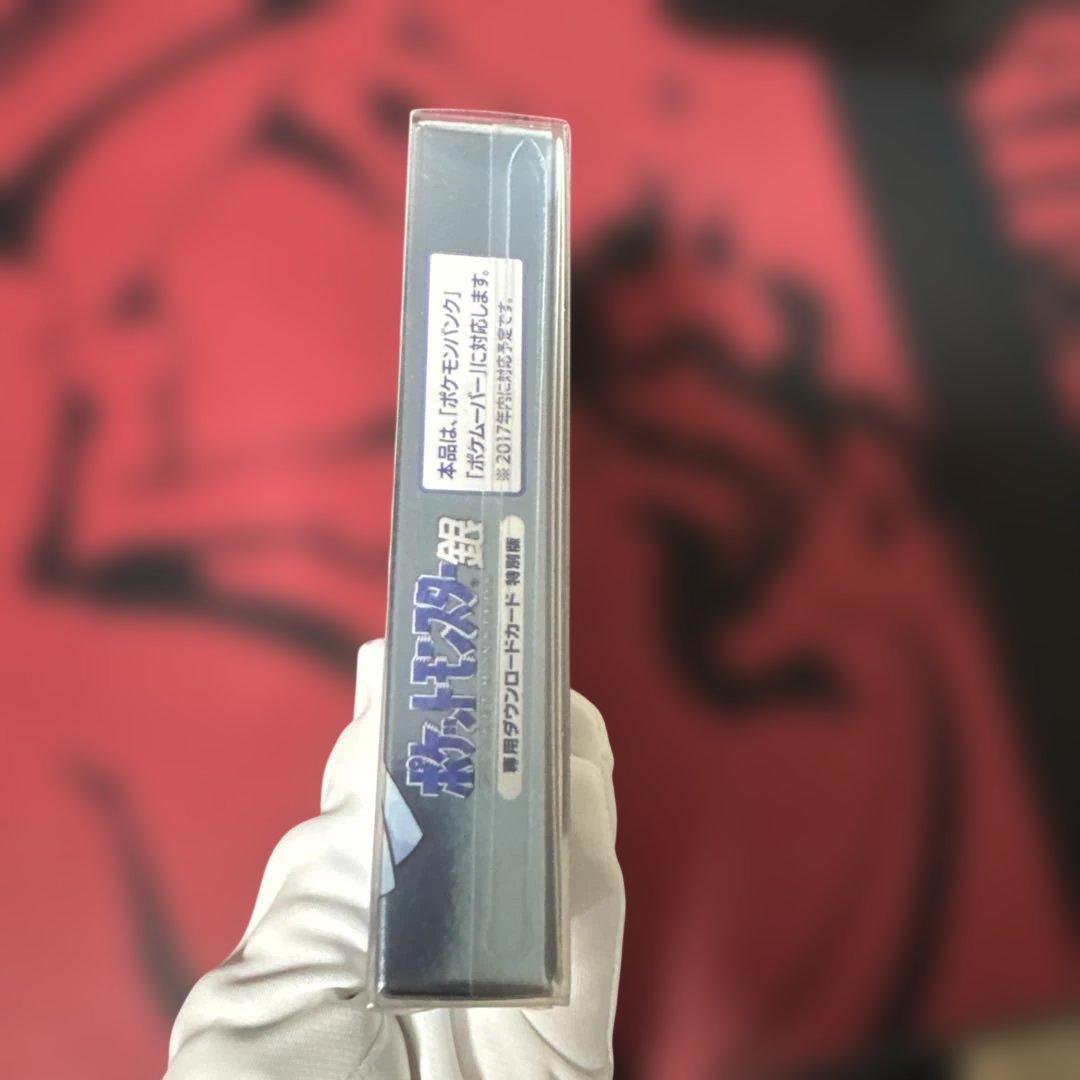 本品は、「ポケモンバンク」
「ポケムーバー」に対応します。
※2017年内に対応予定です。
ポケットモンスター銀
専用ダウンロードカード 特別版